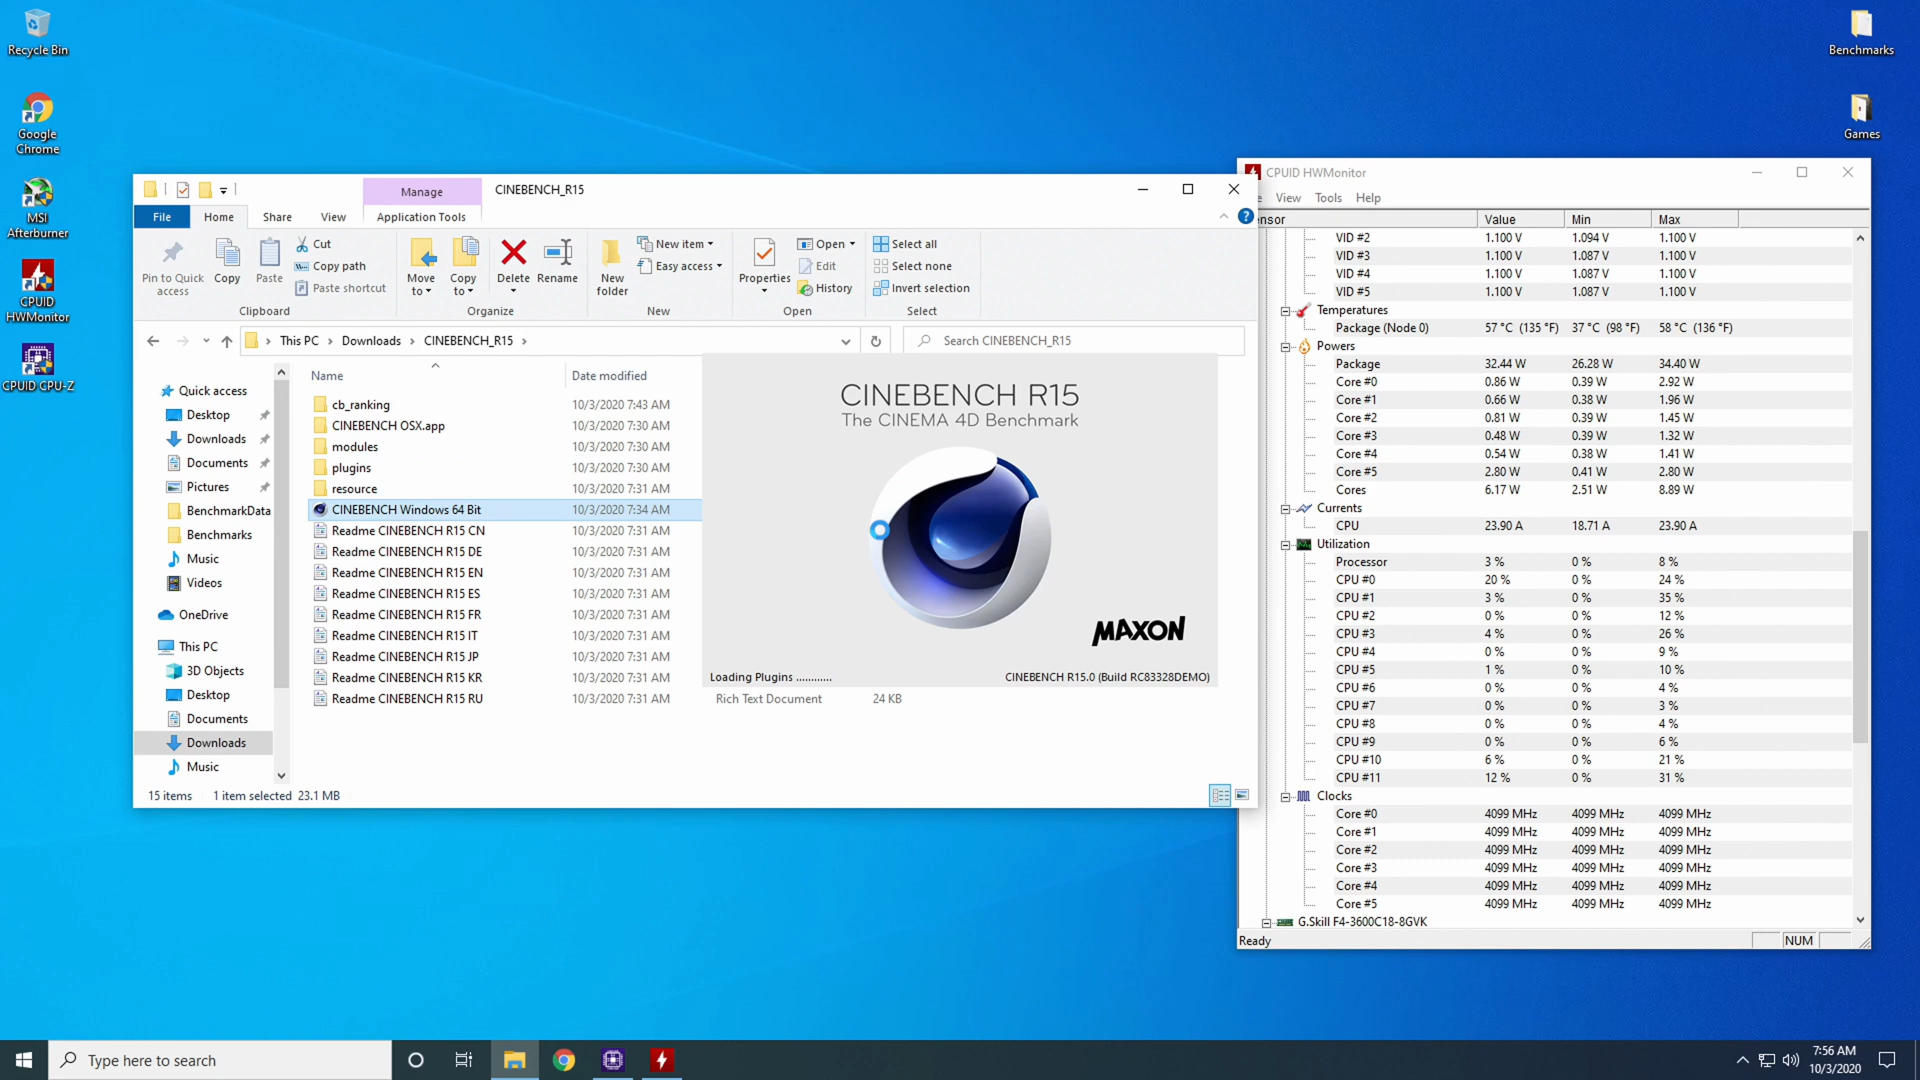 Recycle Bin
Google
Chrome
MSI
Afterburner
CPUID
HWMonitor
CPUID CPU-Z
Benchmarks
Games
Manage
CINEBENCH_R15
File
Home
Share
View
Application Tools
Pin to Quick
access
Copy
Paste
Cut
Copy path
Paste shortcut
Clipboard
Move
to
Copy
to
Delete
Rename
Organize
New
folder
New item
Easy access
New
Properties
Open
Edit
History
Open
Select all
Select none
Invert selection
Select
This PC
Downloads
CINEBENCH_R15
Search CINEBENCH_R15
Quick access
Desktop
Downloads
Documents
Pictures
BenchmarkData
Benchmarks
Music
Videos
OneDrive
This PC
3D Objects
Desktop
Documents
Downloads
Music
Name Date modified
cb_ranking 10/3/2020 7:43 AM
CINEBENCH OSX.app 10/3/2020 7:30 AM
modules 10/3/2020 7:30 AM
plugins 10/3/2020 7:30 AM
resource 10/3/2020 7:31 AM
CINEBENCH Windows 64 Bit 10/3/2020 7:34 AM
Readme CINEBENCH R15 CN 10/3/2020 7:31 AM
Readme CINEBENCH R15 DE 10/3/2020 7:31 AM
Readme CINEBENCH R15 EN 10/3/2020 7:31 AM
Readme CINEBENCH R15 ES 10/3/2020 7:31 AM
Readme CINEBENCH R15 FR 10/3/2020 7:31 AM
Readme CINEBENCH R15 IT 10/3/2020 7:31 AM
Readme CINEBENCH R15 JP 10/3/2020 7:31 AM
Readme CINEBENCH R15 KR 10/3/2020 7:31 AM
Readme CINEBENCH R15 RU 10/3/2020 7:31 AM Rich Text Document 24 KB
CINEBENCH R15
The CINEMA 4D Benchmark
MAXON
Loading Plugins ............ CINEBENCH R15.0 (Build RC83328DEMO)
15 items 1 item selected 23.1 MB
CPUID HWMonitor
View Tools Help
Value Min Max
VID #2 1.100 V 1.094 V 1.100 V
VID #3 1.100 V 1.087 V 1.100 V
VID #4 1.100 V 1.087 V 1.100 V
VID #5 1.100 V 1.087 V 1.100 V
Temperatures
Package (Node 0) 57 °C (135 °F) 37 °C (98 °F) 58 °C (136 °F)
Powers
Package 32.44 W 26.28 W 34.40 W
Core #0 0.86 W 0.39 W 2.92 W
Core #1 0.66 W 0.38 W 1.96 W
Core #2 0.81 W 0.39 W 1.45 W
Core #3 0.48 W 0.39 W 1.32 W
Core #4 0.54 W 0.38 W 1.41 W
Core #5 2.80 W 0.41 W 2.80 W
Cores 6.17 W 2.51 W 8.89 W
Currents
CPU 23.90 A 18.71 A 23.90 A
Utilization
Processor 3 % 0 % 8 %
CPU #0 20 % 0 % 24 %
CPU #1 3 % 0 % 35 %
CPU #2 0 % 0 % 12 %
CPU #3 4 % 0 % 26 %
CPU #4 0 % 0 % 9 %
CPU #5 1 % 0 % 10 %
CPU #6 0 % 0 % 4 %
CPU #7 0 % 0 % 3 %
CPU #8 0 % 0 % 4 %
CPU #9 0 % 0 % 6 %
CPU #10 6 % 0 % 21 %
CPU #11 12 % 0 % 31 %
Clocks
Core #0 4099 MHz 4099 MHz 4099 MHz
Core #1 4099 MHz 4099 MHz 4099 MHz
Core #2 4099 MHz 4099 MHz 4099 MHz
Core #3 4099 MHz 4099 MHz 4099 MHz
Core #4 4099 MHz 4099 MHz 4099 MHz
Core #5 4099 MHz 4099 MHz 4099 MHz
G.Skill F4-3600C18-8GVK
Ready NUM
Type here to search
7:56 AM
10/3/2020